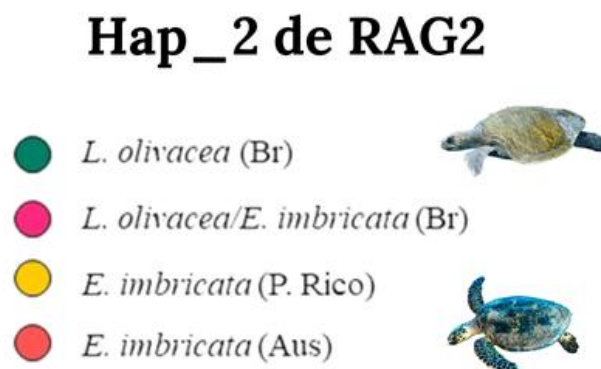 Hap_2 de RAG2
L. olivacea (Br)
L. olivacea/E. imbricata (Br)
E. imbricata (P. Rico)
E. imbricata (Aus)